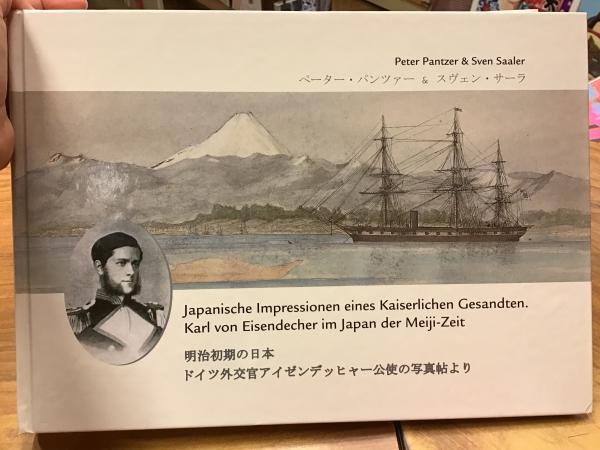 Peter Pantzer & Sven Saaler
ペーター・パンツァー & スヴェン・サーラ
Japanische Impressionen eines Kaiserlichen Gesandten.
Karl von Eisendecher im Japan der Meiji-Zeit
明治初期の日本
ドイツ外交官アイゼンデッヒャー公使の写真帖より